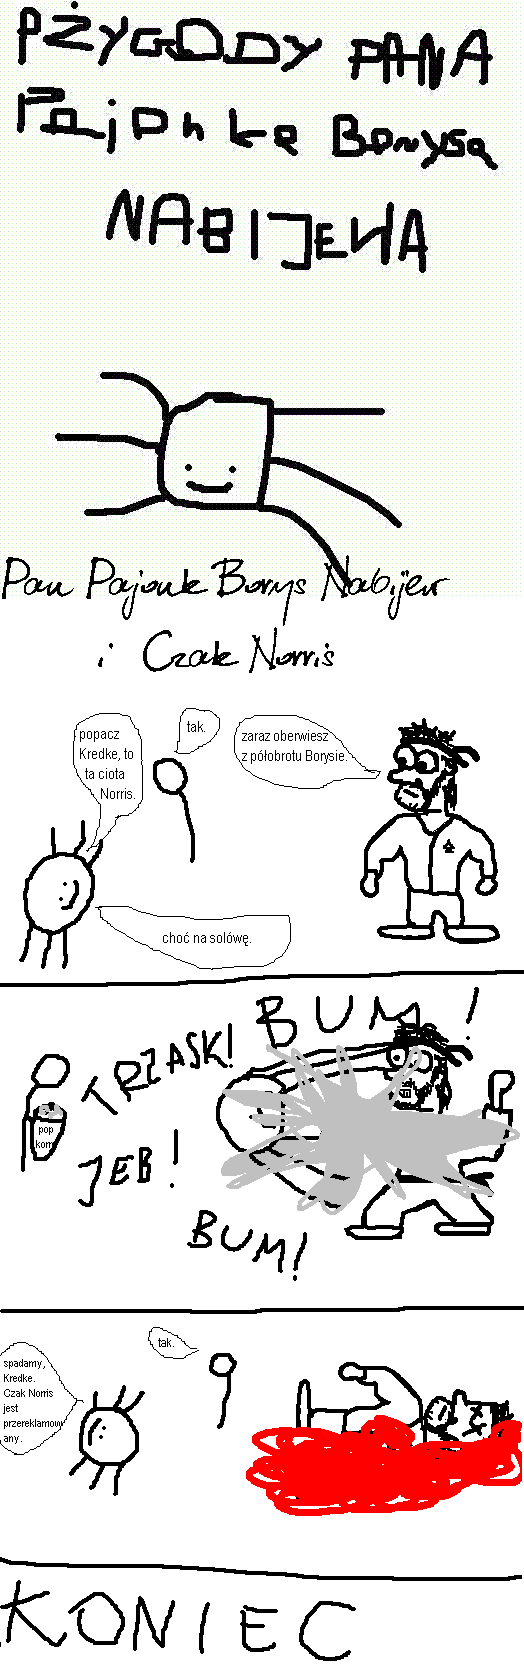 PŻYGODY PANA
PAjOnka BOrysa
NABIJEWA
Pan Pajonk Borys Nabijew
i Czak Norris
popacz
Kredke, to
ta ciota
Norris.
tak.
zaraz oberwiesz
z półobrotu Borysie.
choć na solówę.
BUM!
TRZASK!
pop
korn
JEB!
BUM!
spadamy,
Kredke.
Czak Norris
jest
przereklamow
any.
tak.
KONIEC